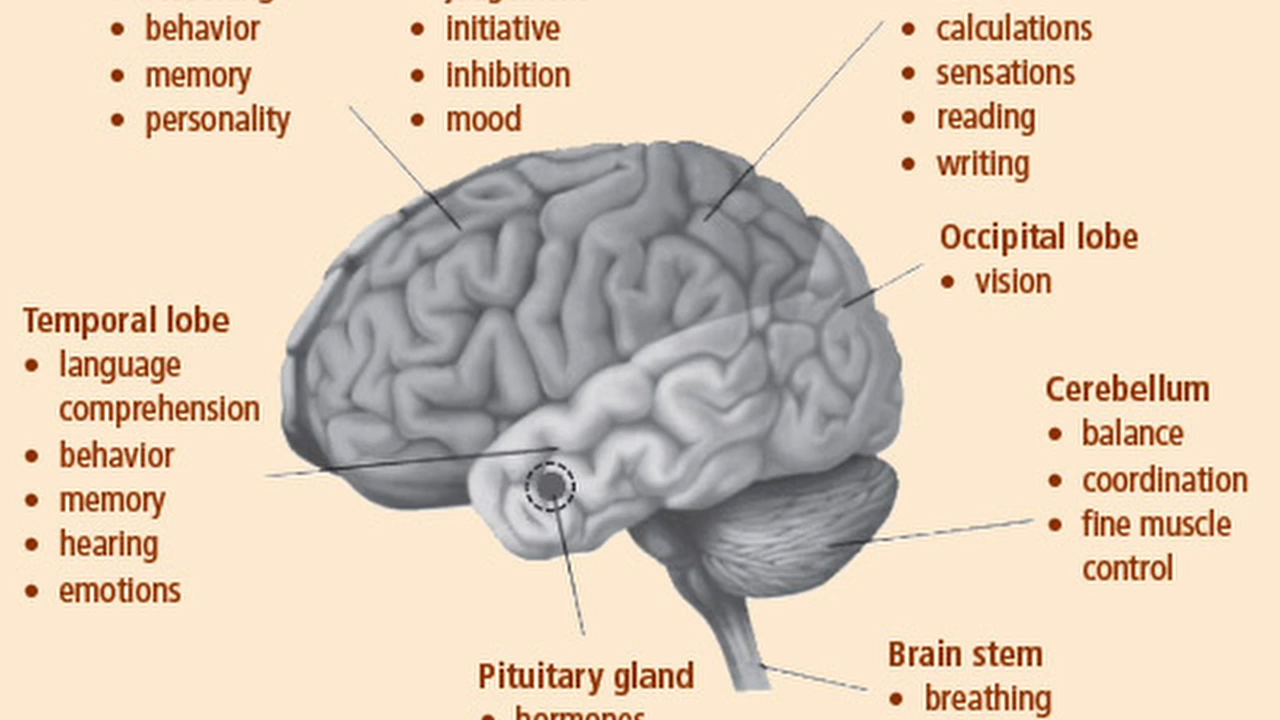 • behavior
• memory
• personality
• initiative
• inhibition
• mood
• calculations
• sensations
• reading
• writing
Occipital lobe
• vision
Temporal lobe
• language
comprehension
• behavior
• memory
• hearing
• emotions
Cerebellum
• balance
• coordination
• fine muscle
control
Pituitary gland
• hormones
Brain stem
• breathing